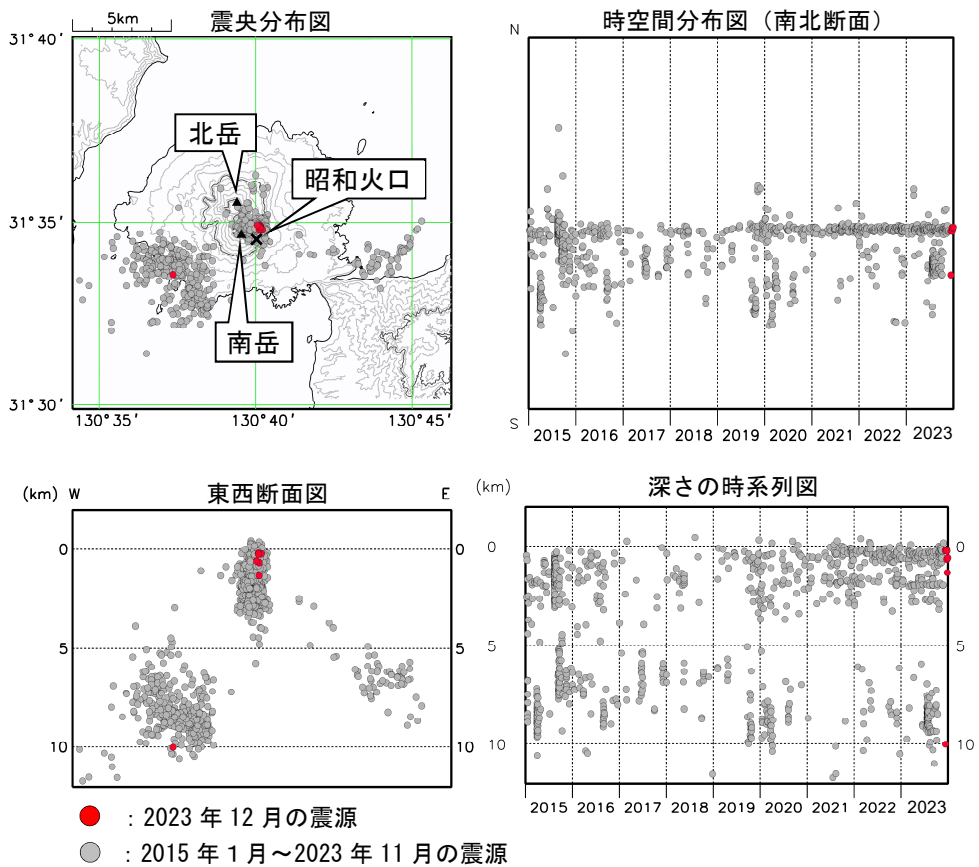 5km
震央分布図
31°40′
31°35′
31°30′
130°35′
130°40′
130°45′
北岳
昭和火口
南岳
時空間分布図（南北断面）
N
S
2015 2016 2017 2018 2019 2020 2021 2022 2023
(km) W
東西断面図
E
0
0
5
5
10
10
(km)
深さの時系列図
0
0
5
5
10
10
2015 2016 2017 2018 2019 2020 2021 2022 2023
：2023 年 12 月の震源
：2015 年 1 月～2023 年 11 月の震源